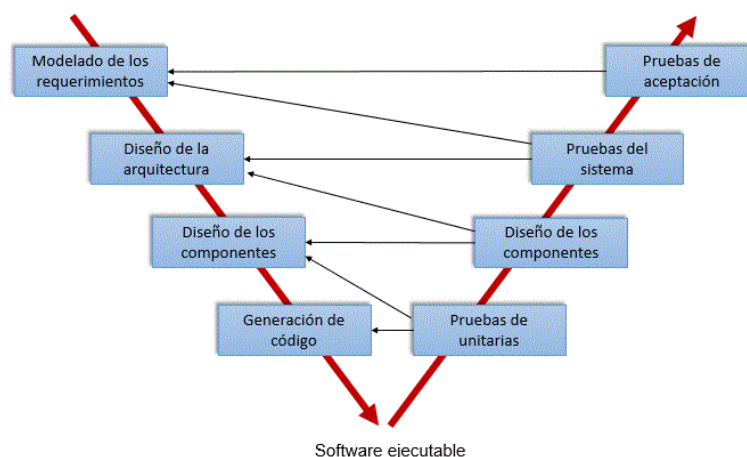 Modelado de los
requerimientos
Pruebas de
aceptación
Diseño de la
arquitectura
Pruebas del
sistema
Diseño de los
componentes
Diseño de los
componentes
Generación de
código
Pruebas de
unitarias
Software ejecutable